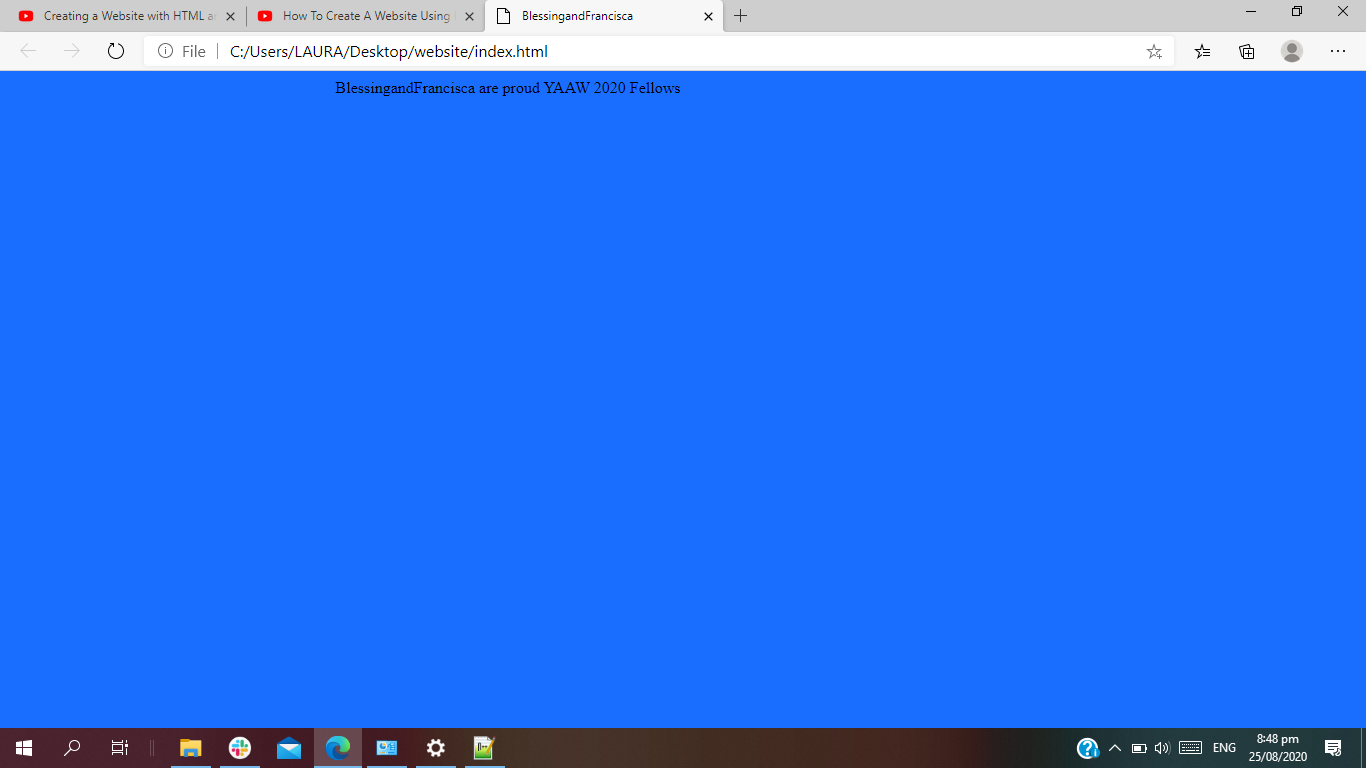 Creating a Website with HTML a
How To Create A Website Using
BlessingandFrancisca
File
C:/Users/LAURA/Desktop/website/index.html
BlessingandFrancisca are proud YAAW 2020 Fellows
ENG
8:48 pm
25/08/2020